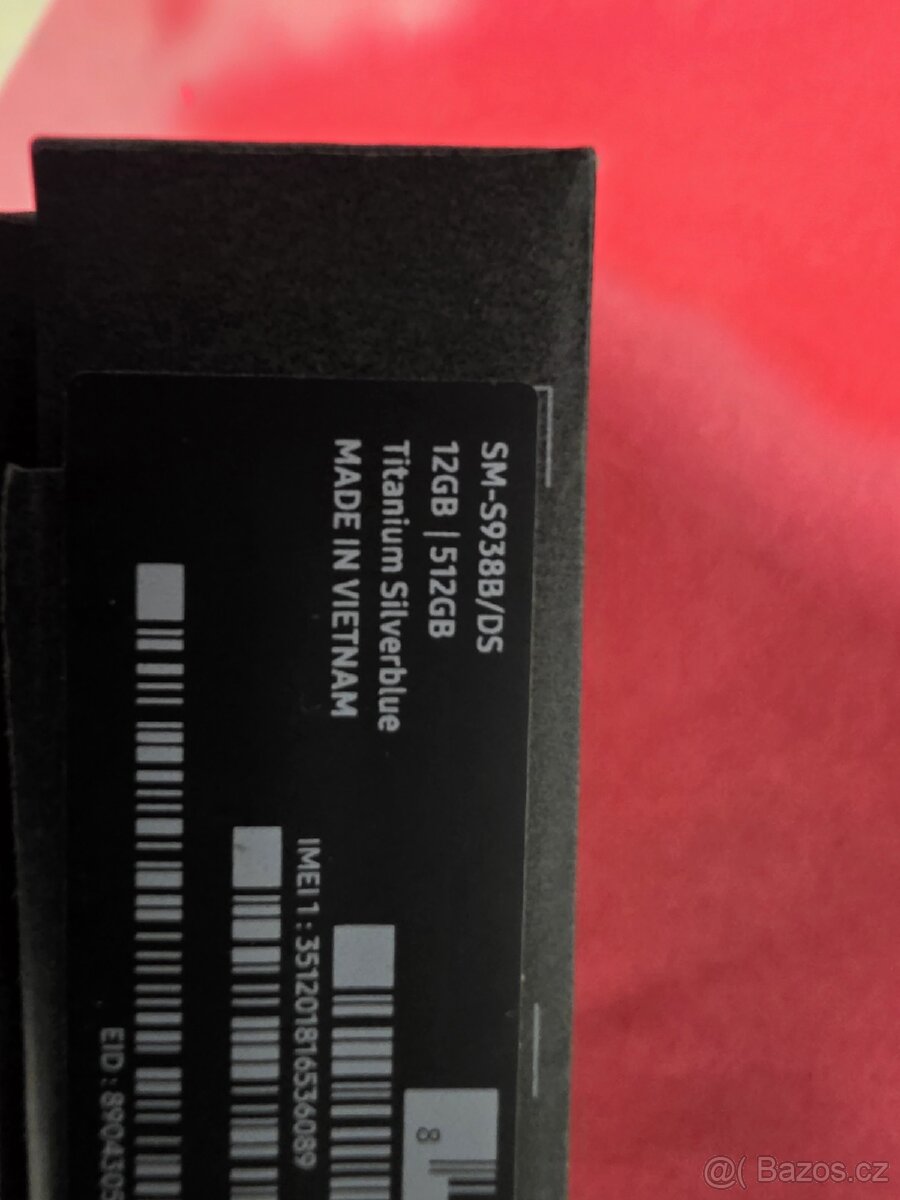 SM-S938B/DS
12GB | 512GB
Titanium Silverblue
MADE IN VIETNAM
IMEI 1 : 351201816536089
EID : 8904305
8
@( Bazos.cz